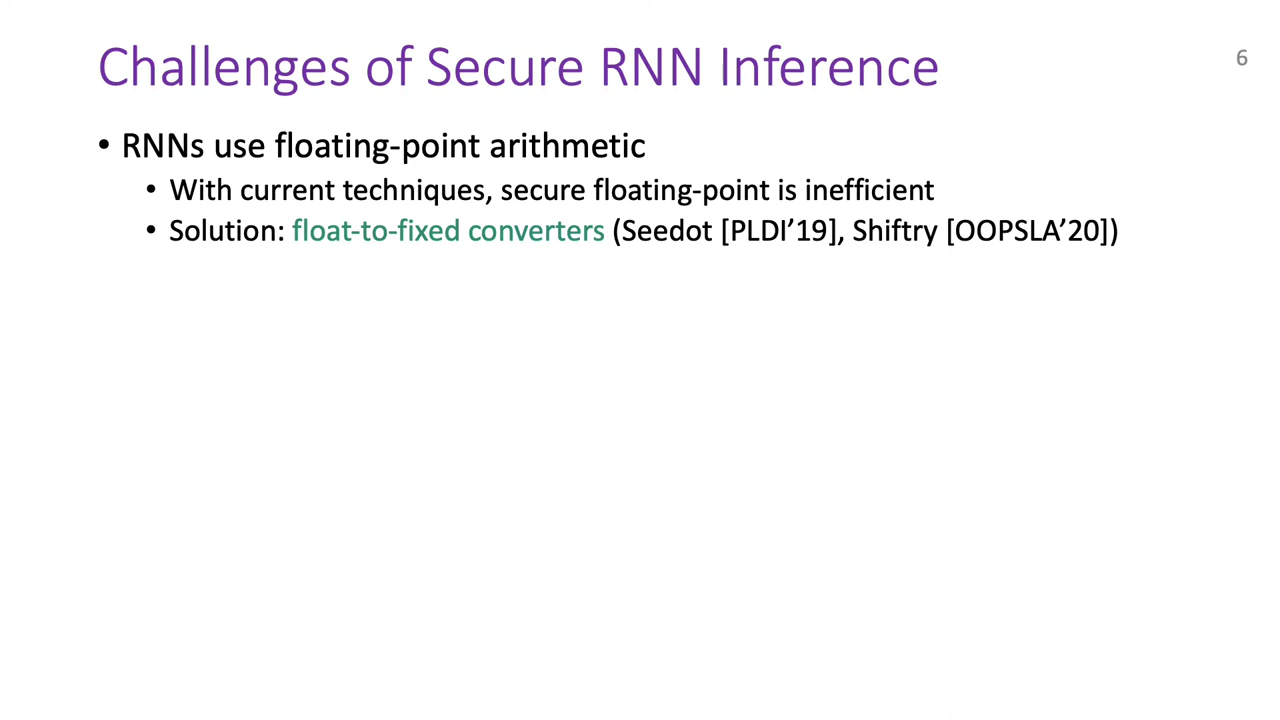 Challenges of Secure RNN Inference
6
• RNNs use floating-point arithmetic
• With current techniques, secure floating-point is inefficient
• Solution: float-to-fixed converters (Seedot [PLDI’19], Shiftry [OOPSLA’20])